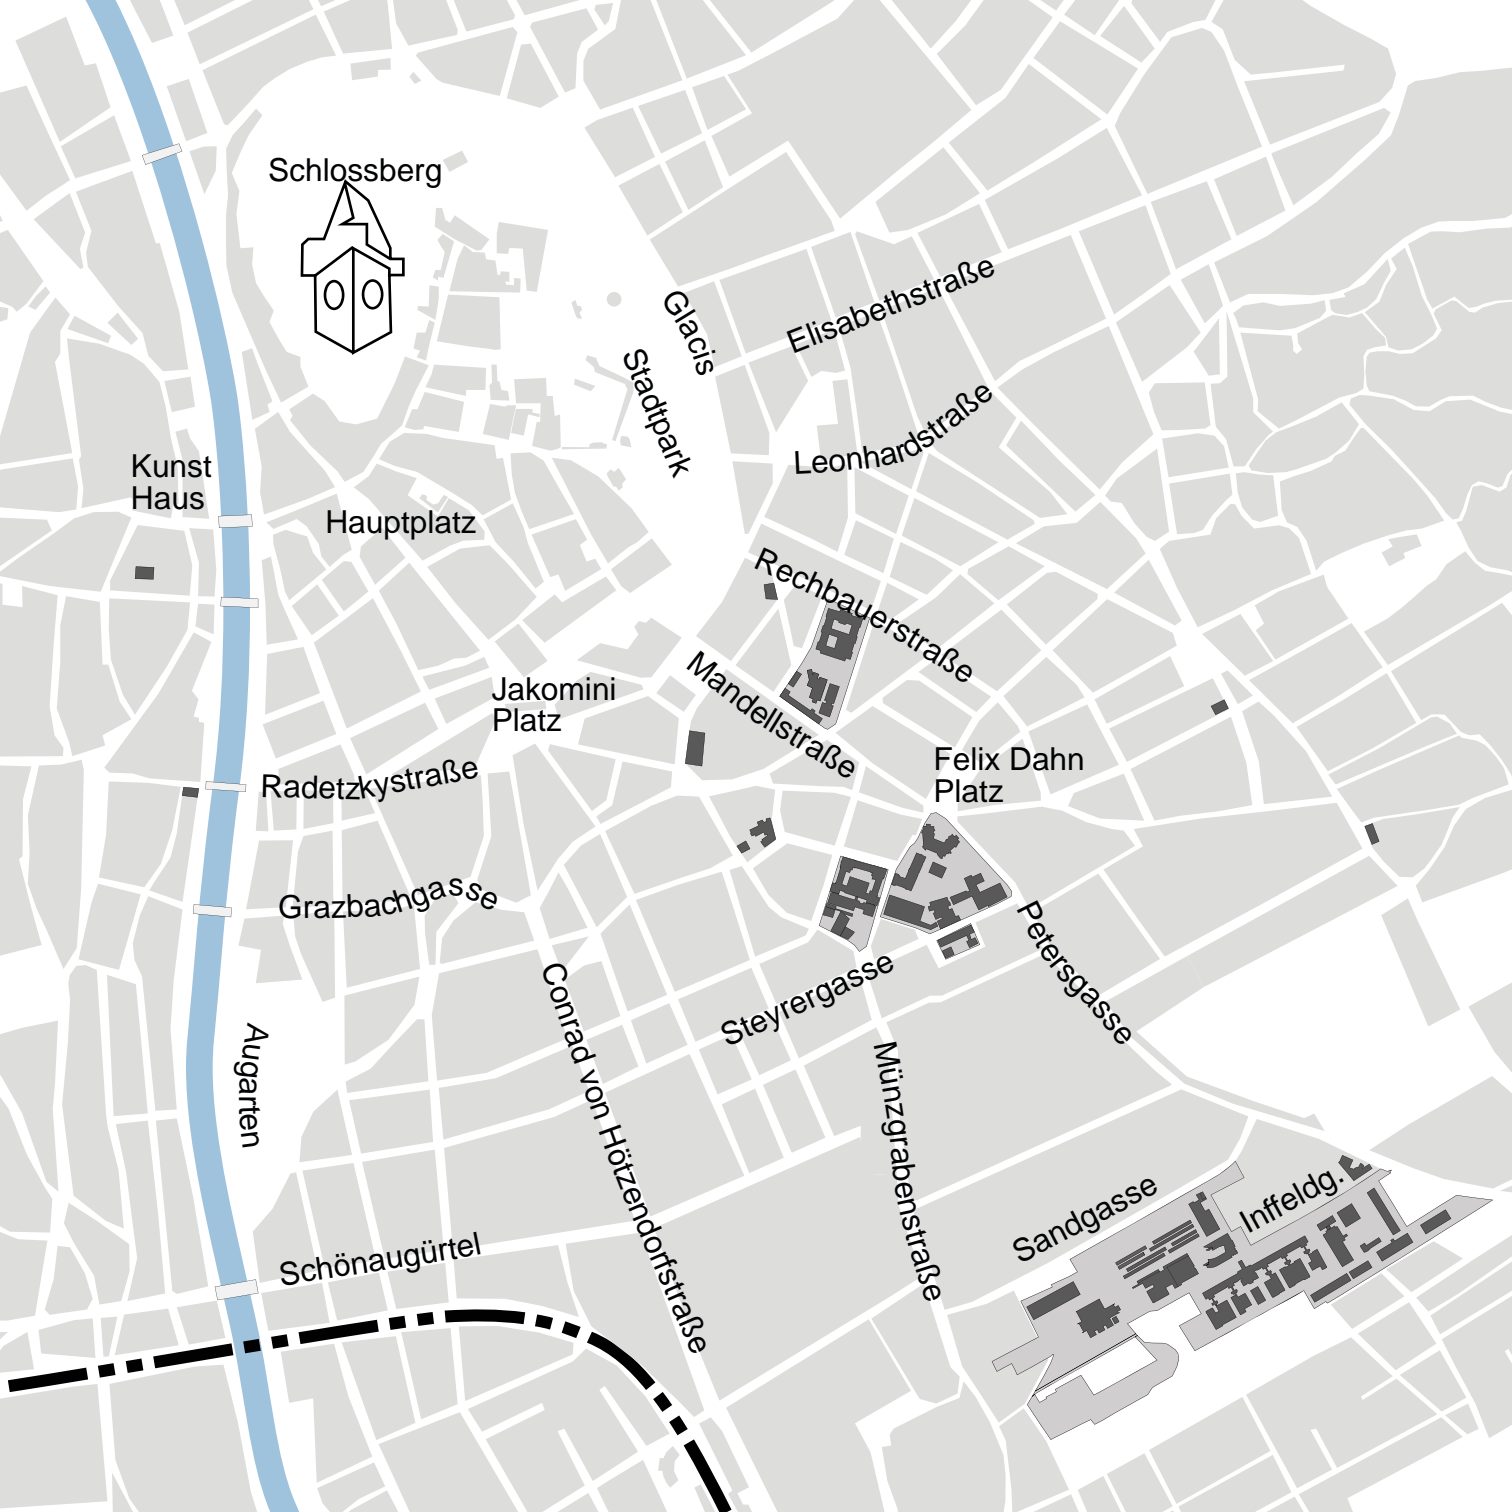 Schlossberg
Glacis
Elisabethstraße
Stadtpark
Leonhardstraße
Kunst
Haus
Hauptplatz
Rechbauerstraße
Mandellstraße
Jakomini
Platz
Felix Dahn
Platz
Radetzkystraße
Grazbachgasse
Petersgasse
Steyrergasse
Conrad von Hötzendorfstraße
Augarten
Münzgrabenstraße
Sandgasse
Inffeldg.
Schönaugürtel